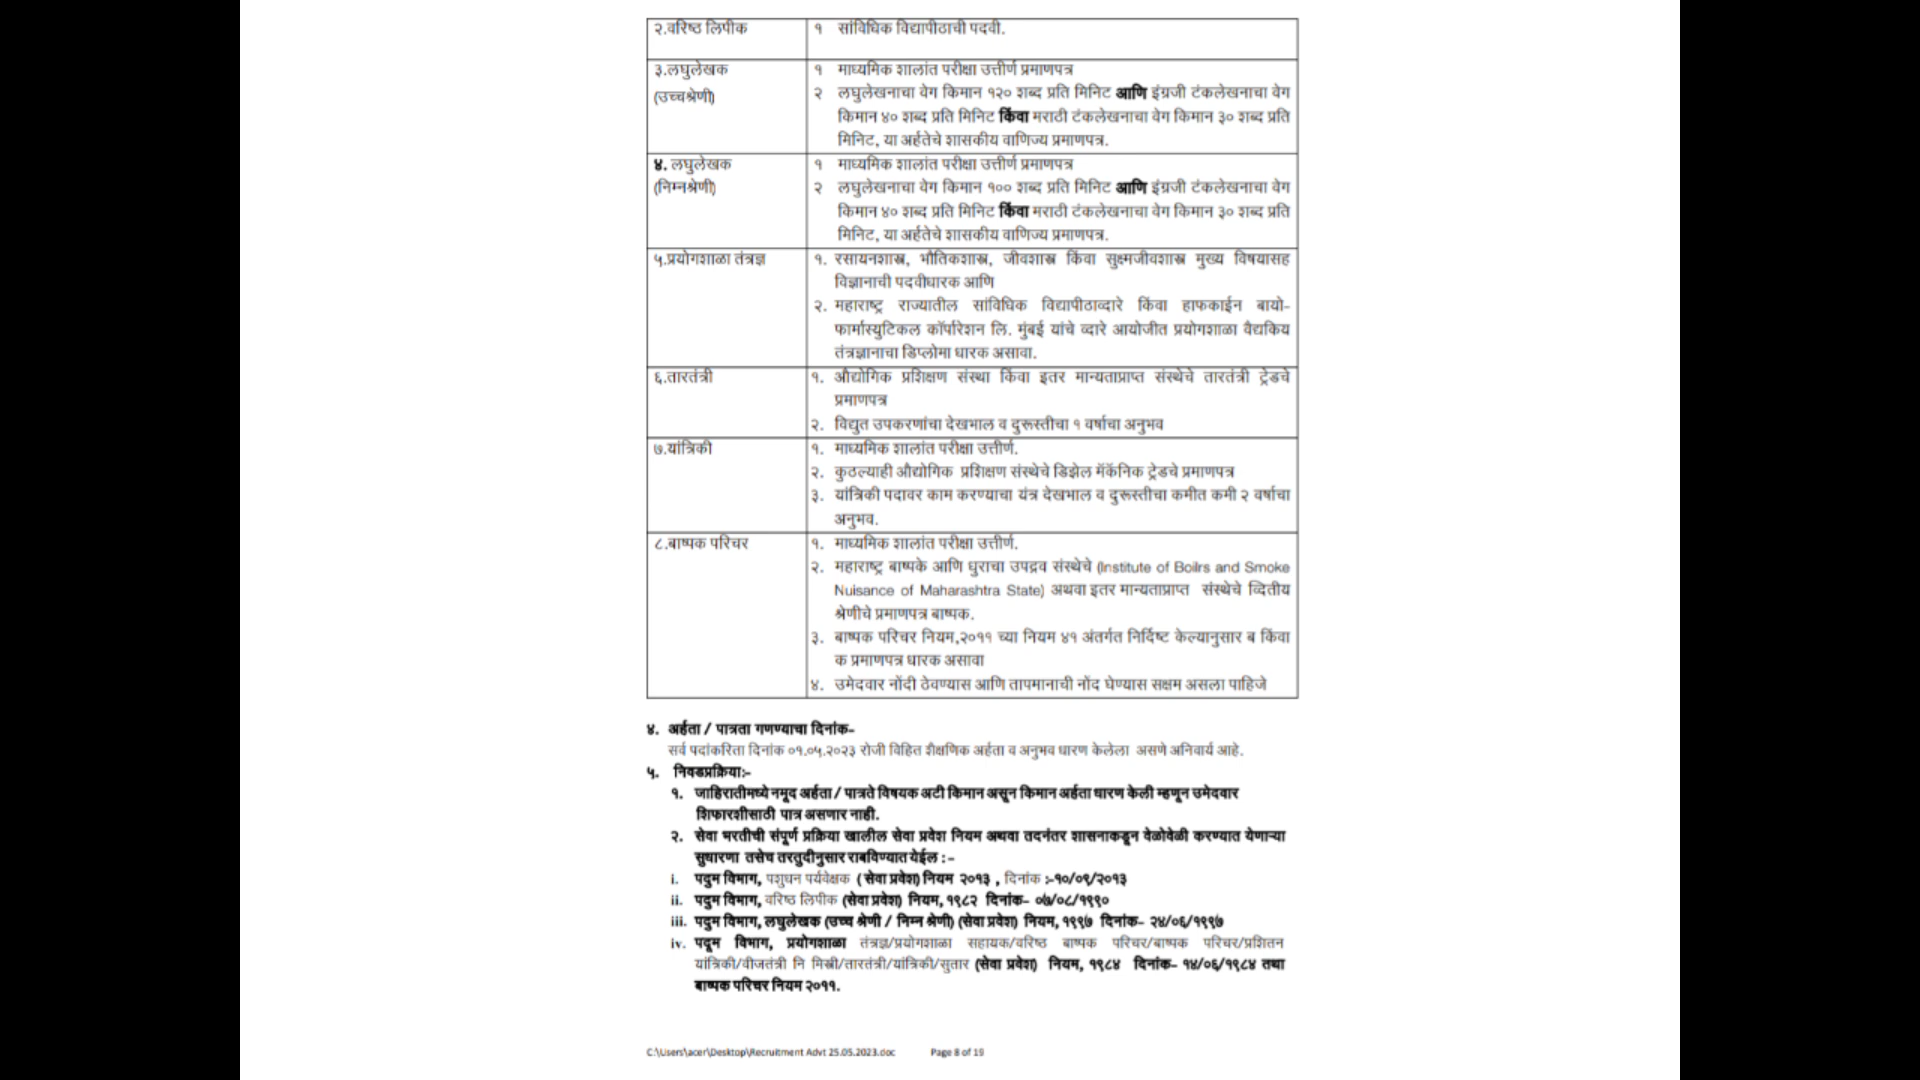 २.वरिष्ठ लिपीक
१ सांविधिक विद्यापीठाची पदवी.
३.लघुलेखक
(उच्चश्रेणी)
१ माध्यमिक शालांत परीक्षा उत्तीर्ण प्रमाणपत्र
२ लघुलेखनाचा वेग किमान १२० शब्द प्रति मिनिट आणि इंग्रजी टंकलेखनाचा वेग
किमान ४० शब्द प्रति मिनिट किंवा मराठी टंकलेखनाचा वेग किमान ३० शब्द प्रति
मिनिट, या अर्हतेचे शासकीय वाणिज्य प्रमाणपत्र.
४. लघुलेखक
(निम्नश्रेणी)
१ माध्यमिक शालांत परीक्षा उत्तीर्ण प्रमाणपत्र
२ लघुलेखनाचा वेग किमान १०० शब्द प्रति मिनिट आणि इंग्रजी टंकलेखनाचा वेग
किमान ४० शब्द प्रति मिनिट किंवा मराठी टंकलेखनाचा वेग किमान ३० शब्द प्रति
मिनिट, या अर्हतेचे शासकीय वाणिज्य प्रमाणपत्र.
५.प्रयोगशाळा तंत्रज्ञ
१. रसायनशास्त्र, भौतिकशास्त्र, जीवशास्त्र किंवा सुक्ष्मजीवशास्त्र मुख्य विषयासह
विज्ञानाची पदवीधारक आणि
२. महाराष्ट्र राज्यातील सांविधिक विद्यापीठाव्दारे किंवा हाफकाईन बायो-
फार्मास्युटिकल कॉर्पोरेशन लि. मुंबई यांचे व्दारे आयोजीत प्रयोगशाळा वैद्यकिय
तंत्रज्ञानाचा डिप्लोमा धारक असावा.
६.तारतंत्री
१. औद्योगिक प्रशिक्षण संस्था किंवा इतर मान्यताप्राप्त संस्थेचे तारतंत्री ट्रेडचे
प्रमाणपत्र
२. विद्युत उपकरणांचा देखभाल व दुरूस्तीचा १ वर्षाचा अनुभव
७.यांत्रिकी
१. माध्यमिक शालांत परीक्षा उत्तीर्ण.
२. कुठल्याही औद्योगिक प्रशिक्षण संस्थेचे डिझेल मॅकॅनिक ट्रेडचे प्रमाणपत्र
३. यांत्रिकी पदावर काम करण्याचा यंत्र देखभाल व दुरूस्तीचा कमीत कमी २ वर्षाचा
अनुभव.
८.बाष्पक परिचर
१. माध्यमिक शालांत परीक्षा उत्तीर्ण.
२. महाराष्ट्र बाष्पके आणि धुराचा उपद्रव संस्थेचे (Institute of Boilrs and Smoke
Nuisance of Maharashtra State) अथवा इतर मान्यताप्राप्त संस्थेचे व्दितीय
श्रेणीचे प्रमाणपत्र बाष्पक.
३. बाष्पक परिचर नियम,२०११ च्या नियम ४१ अंतर्गत निर्दिष्ट केल्यानुसार ब किंवा
क प्रमाणपत्र धारक असावा
४. उमेदवार नोंदी ठेवण्यास आणि तापमानाची नोंद घेण्यास सक्षम असला पाहिजे
४. अर्हता / पात्रता गणण्याचा दिनांक-
सर्व पदांकरिता दिनांक ०१.०५.२०२३ रोजी विहित शैक्षणिक अर्हता व अनुभव धारण केलेला असणे अनिवार्य आहे.
५. निवडप्रक्रिया:-
१. जाहिरातीमध्ये नमूद अर्हता / पात्रते विषयक अटी किमान असून किमान अर्हता धारण केली म्हणून उमेदवार
शिफारशीसाठी पात्र असणार नाही.
२. सेवा भरतीची संपूर्ण प्रक्रिया खालील सेवा प्रवेश नियम अथवा तदनंतर शासनाकडून वेळोवेळी करण्यात येणाऱ्या
सुधारणा तसेच तरतुदीनुसार राबविण्यात येईल :-
i. पदुम विभाग, पशुधन पर्यवेक्षक ( सेवा प्रवेश) नियम २०१३ , दिनांक :-१०/०९/२०१३
ii. पदुम विभाग, वरिष्ठ लिपीक (सेवा प्रवेश) नियम, १९८२ दिनांक- ०७/०८/१९९०
iii. पदुम विभाग, लघुलेखक (उच्च श्रेणी / निम्न श्रेणी) (सेवा प्रवेश) नियम, १९९७ दिनांक- २४/०६/१९९७
iv. पदूम विभाग, प्रयोगशाळा तंत्रज्ञ/प्रयोगशाळा सहायक/वरिष्ठ बाष्पक परिचर/बाष्पक परिचर/प्रशितन
यांत्रिकी/वीजतंत्री नि मिस्त्री/तारतंत्री/यांत्रिकी/सुतार (सेवा प्रवेश) नियम, १९८४ दिनांक- १४/०६/१९८४ तथा
बाष्पक परिचर नियम २०११.
C:\Users\acer\Desktop\Recruitment Advt 25.05.2023.doc Page 8 of 19